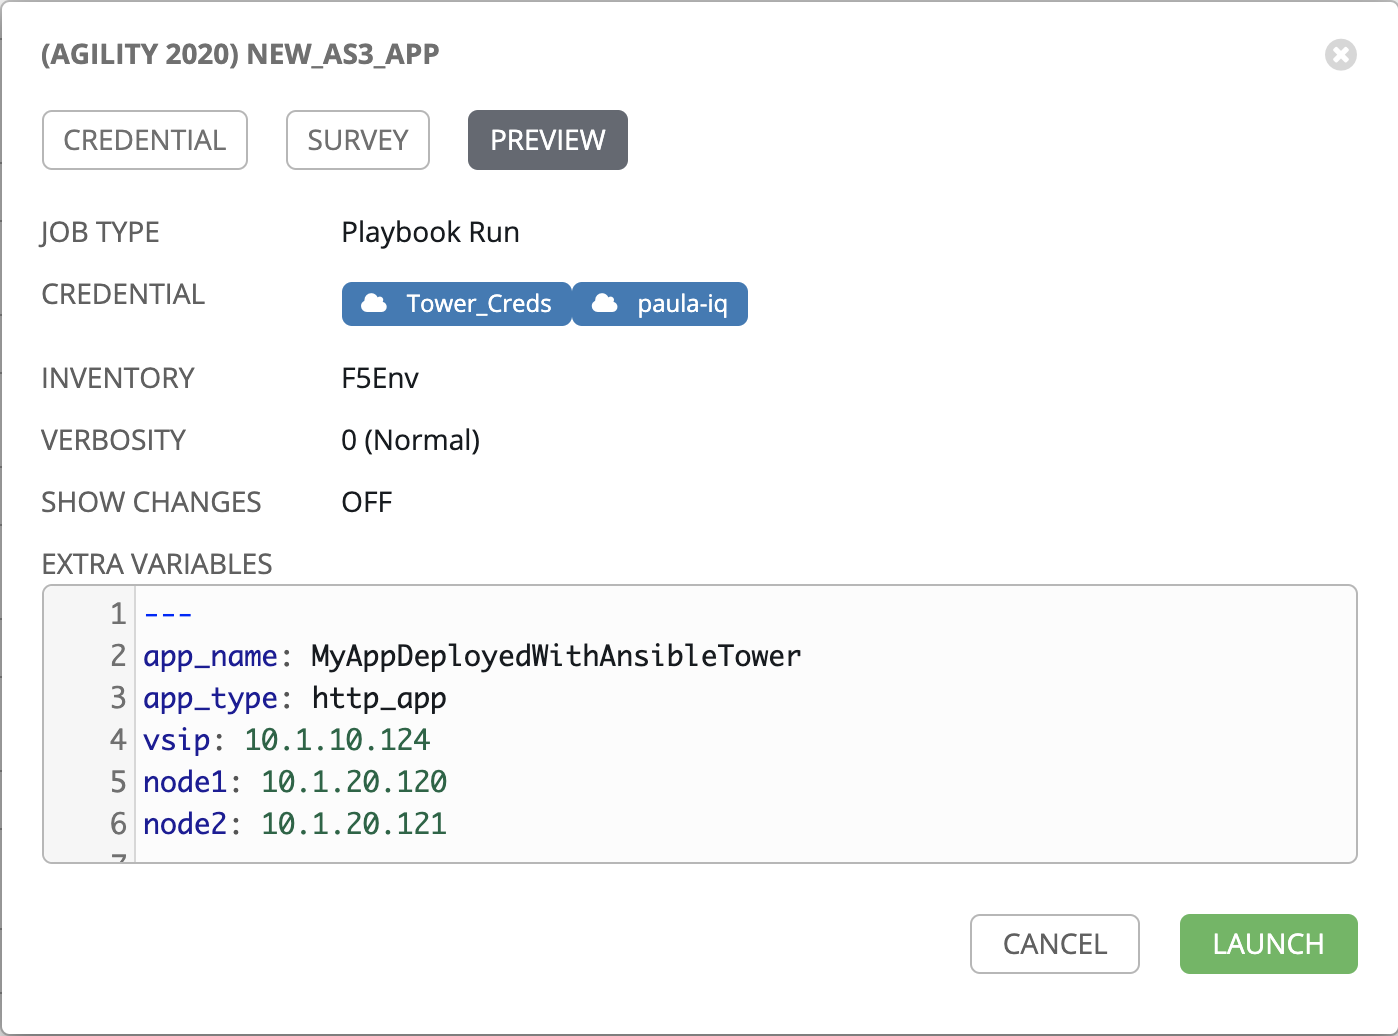 (AGILITY 2020) NEW_AS3_APP
CREDENTIAL SURVEY PREVIEW
JOB TYPE Playbook Run
CREDENTIAL Tower_Creds paula-iq
INVENTORY F5Env
VERBOSITY 0 (Normal)
SHOW CHANGES OFF
EXTRA VARIABLES
1 ---
2 app_name: MyAppDeployedWithAnsibleTower
3 app_type: http_app
4 vsip: 10.1.10.124
5 node1: 10.1.20.120
6 node2: 10.1.20.121
7
CANCEL LAUNCH